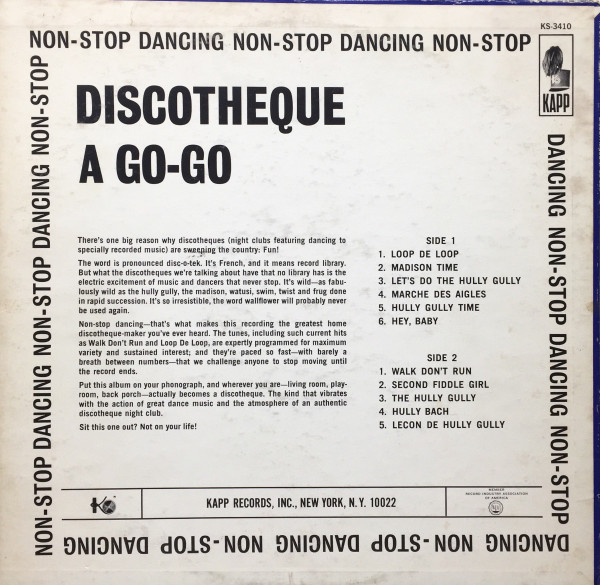 KS-3410
NON-STOP DANCING NON-STOP DANCING NON-STOP
KAPP
DANCING NON-STOP DANCING NON-STOP
DANCING NON-STOP DANCING NON-STOP DANCING
NON-STOP DANCING NON-STOP DANCING NON-STOP
DISCOTHEQUE
A GO-GO
There's one big reason why discotheques (night clubs featuring dancing to
specially recorded music) are sweeping the country: Fun!
The word is pronounced disc-o-tek. It's French, and it means record library.
But what the discotheques we're talking about have that no library has is the
electric excitement of music and dancers that never stop. It's wild—as fabu-
lously wild as the hully gully, the madison, watusi, swim, twist and frug done
in rapid succession. It's so irresistible, the word wallflower will probably never
be used again.
Non-stop dancing—that's what makes this recording the greatest home
discotheque-maker you've ever heard. The tunes, including such current hits
as Walk Don't Run and Loop De Loop, are expertly programmed for maximum
variety and sustained interest; and they're paced so fast—with barely a
breath between numbers—that we challenge anyone to stop moving until
the record ends.
Put this album on your phonograph, and wherever you are—living room, play-
room, back porch—actually becomes a discotheque. The kind that vibrates
with the action of great dance music and the atmosphere of an authentic
discotheque night club.
Sit this one out? Not on your life!
SIDE 1
1. LOOP DE LOOP
2. MADISON TIME
3. LET'S DO THE HULLY GULLY
4. MARCHE DES AIGLES
5. HULLY GULLY TIME
6. HEY, BABY
SIDE 2
1. WALK DON'T RUN
2. SECOND FIDDLE GIRL
3. THE HULLY GULLY
4. HULLY BACH
5. LECON DE HULLY GULLY
KAPP RECORDS, INC., NEW YORK, N.Y. 10022
MEMBER
RECORD INDUSTRY ASSOCIATION
OF AMERICA